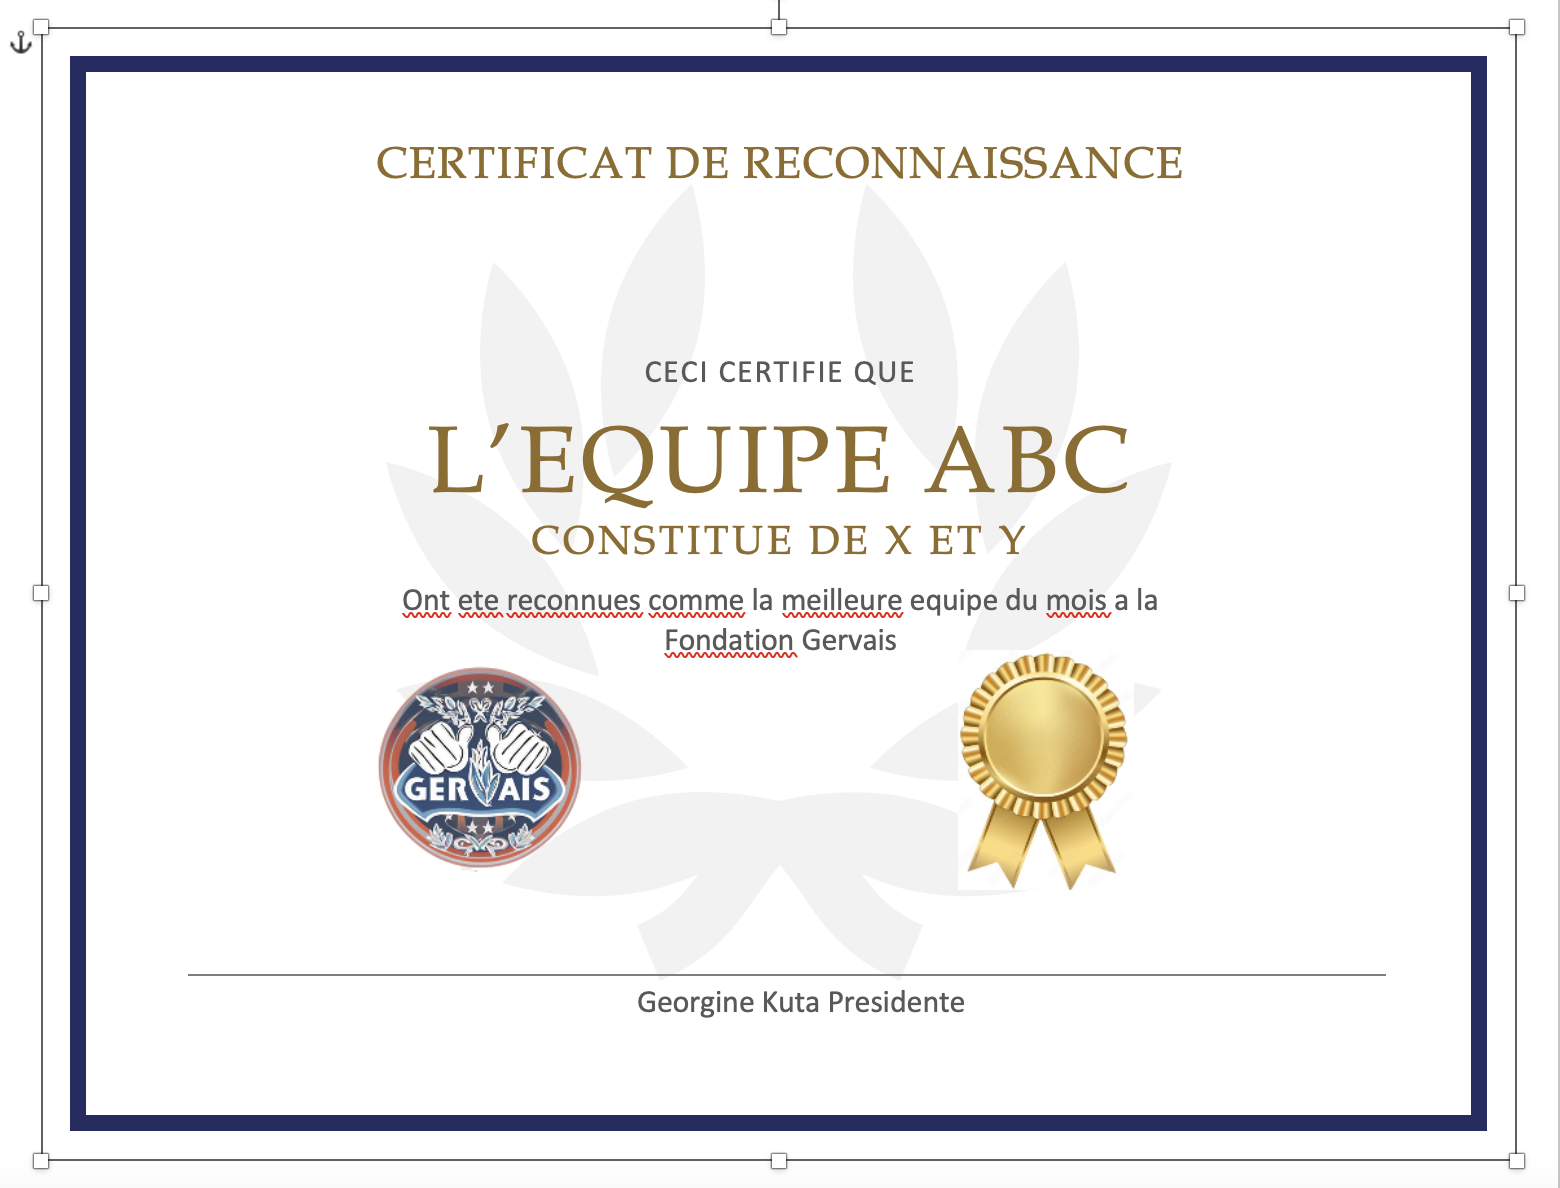 CERTIFICAT DE RECONNAISSANCE
CECI CERTIFIE QUE
L’EQUIPE ABC
CONSTITUE DE X ET Y
Ont ete reconnues comme la meilleure equipe du mois a la
Fondation Gervais
GERVAIS
Georgine Kuta Presidente